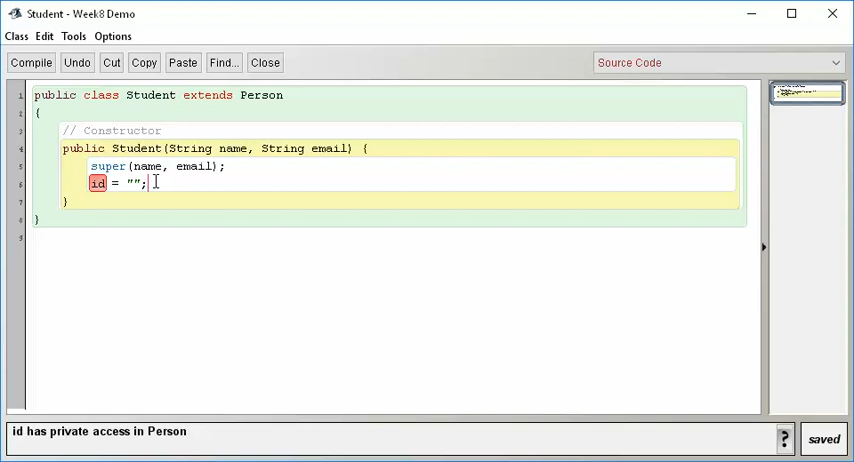 Student - Week8 Demo
Class Edit Tools Options
Compile Undo Cut Copy Paste Find... Close Source Code
1 public class Student extends Person
2 {
3 // Constructor
4 public Student(String name, String email) {
5 super(name, email);
6 id = "";
7 }
8 }
9
id has private access in Person
? saved